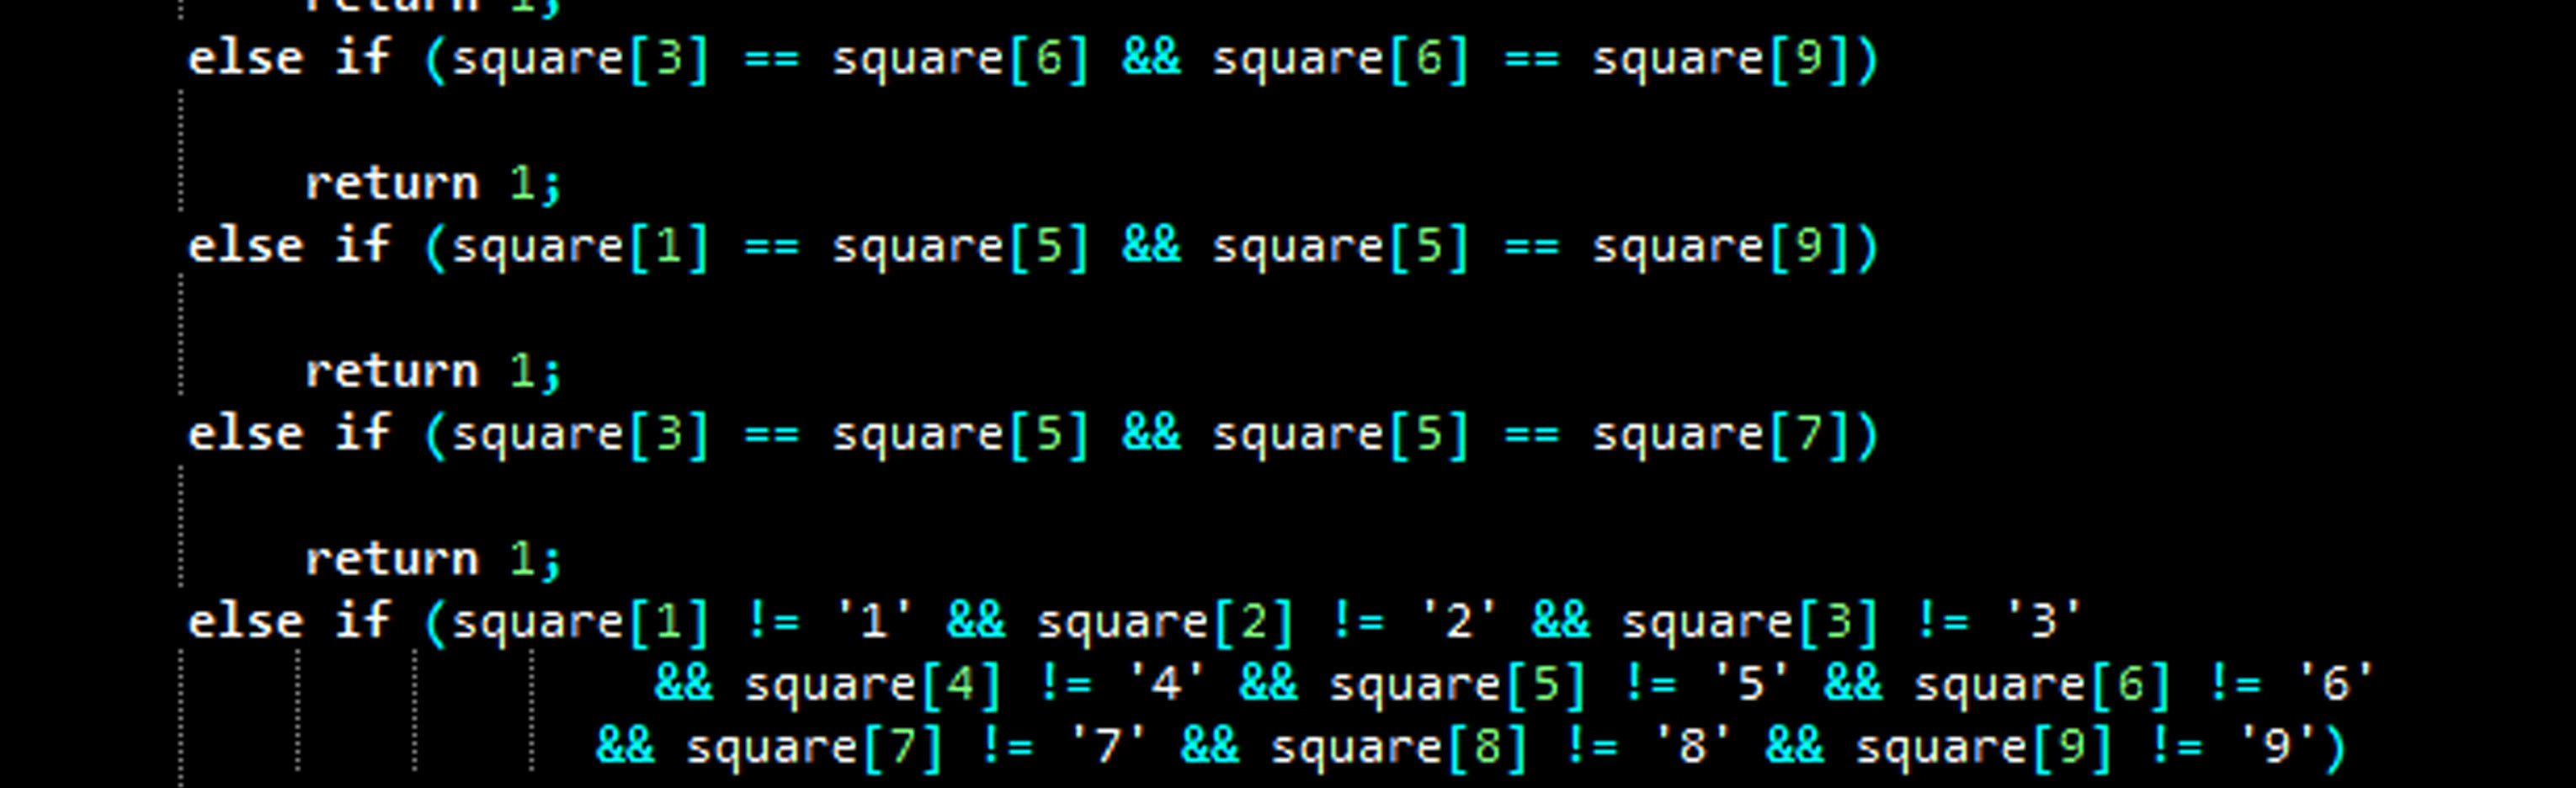 return 1;
else if (square[3] == square[6] && square[6] == square[9])
return 1;
else if (square[1] == square[5] && square[5] == square[9])
return 1;
else if (square[3] == square[5] && square[5] == square[7])
return 1;
else if (square[1] != '1' && square[2] != '2' && square[3] != '3'
&& square[4] != '4' && square[5] != '5' && square[6] != '6'
&& square[7] != '7' && square[8] != '8' && square[9] != '9')